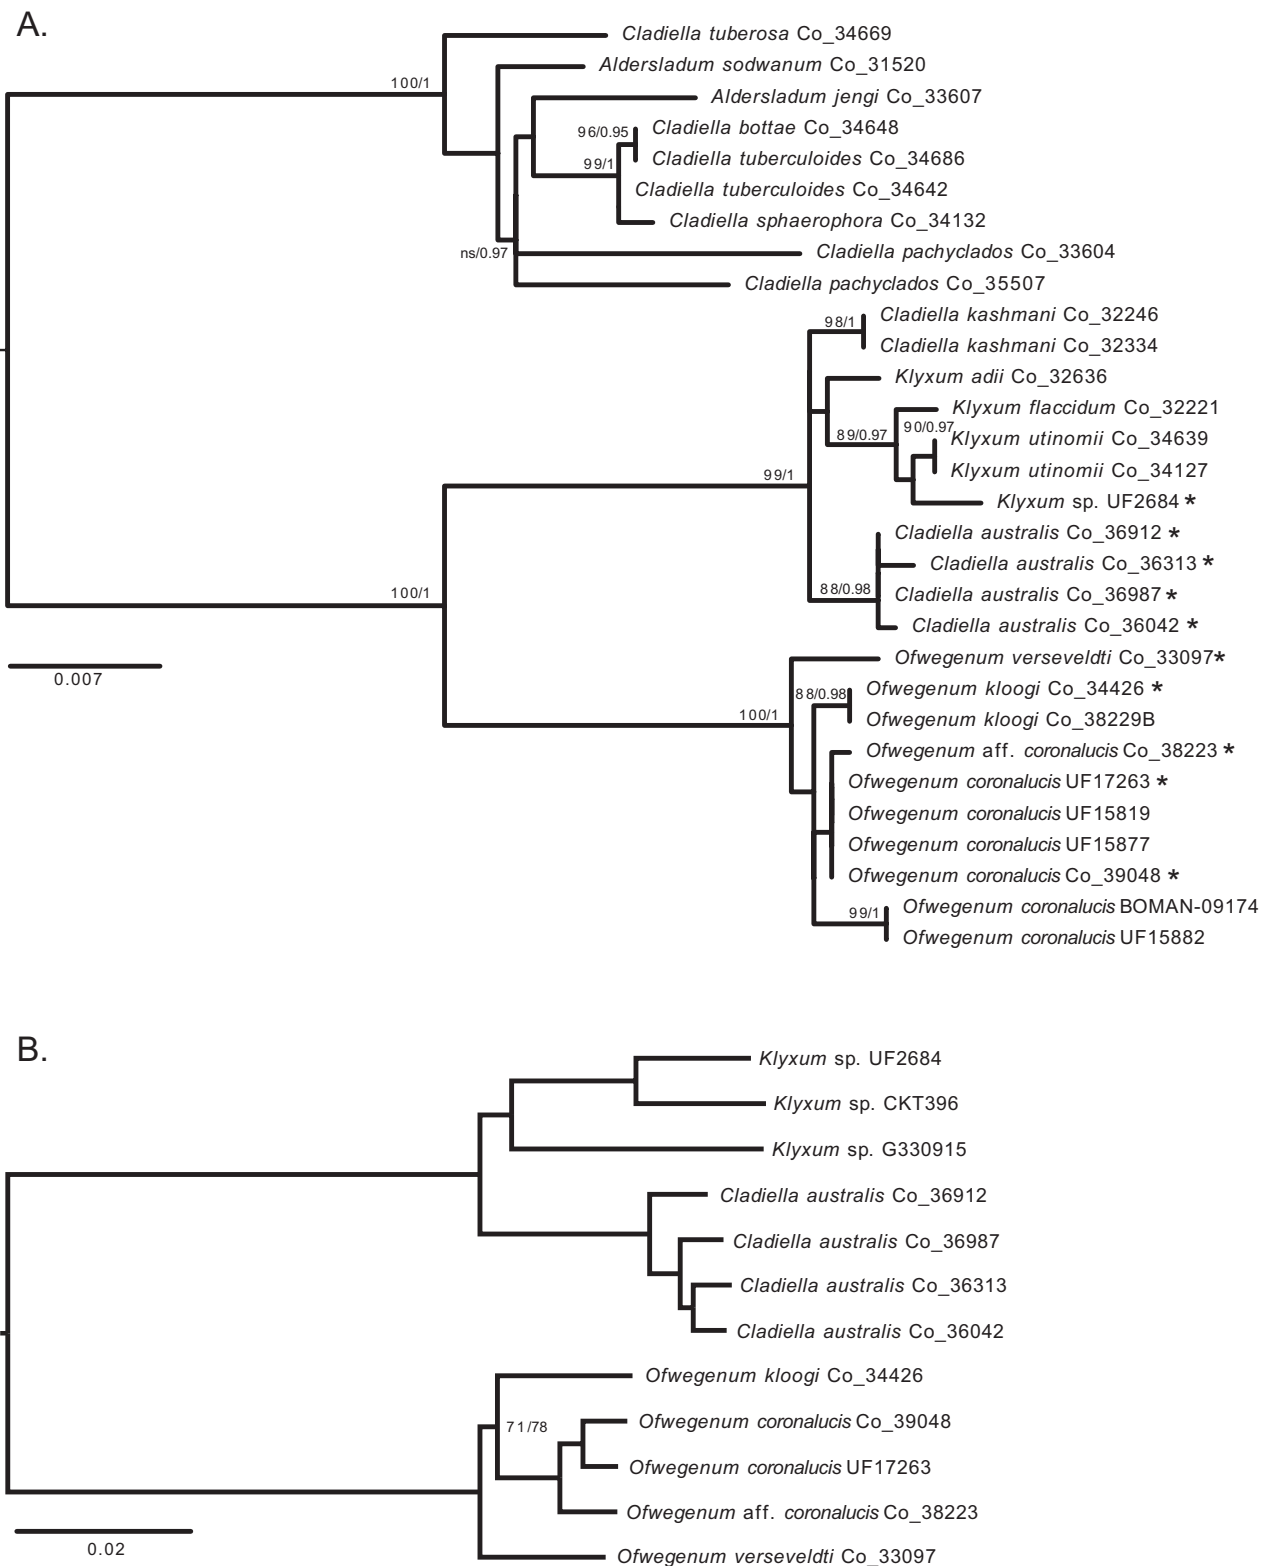 A.
Cladiella tuberosa Co_34669
100/1
Aldersladum sodwanum Co_31520
Aldersladum jengi Co_33607
96/0.95
Cladiella bottae Co_34648
Cladiella tuberculoides Co_34686
99/1
Cladiella tuberculoides Co_34642
Cladiella sphaerophora Co_34132
ns/0.97
Cladiella pachyclados Co_33604
Cladiella pachyclados Co_35507
98/1
Cladiella kashmani Co_32246
Cladiella kashmani Co_32334
Klyxum adii Co_32636
Klyxum flaccidum Co_32221
89/0.97
90/0.97
Klyxum utinomii Co_34639
Klyxum utinomii Co_34127
99/1
Klyxum sp. UF2684 *
Cladiella australis Co_36912 *
Cladiella australis Co_36313 *
88/0.98
Cladiella australis Co_36987 *
100/1
Cladiella australis Co_36042 *
Ofwegenum verseveldti Co_33097*
0.007
88/0.98
Ofwegenum kloogi Co_34426 *
100/1
Ofwegenum kloogi Co_38229B
Ofwegenum aff. coronalucis Co_38223 *
Ofwegenum coronalucis UF17263 *
Ofwegenum coronalucis UF15819
Ofwegenum coronalucis UF15877
Ofwegenum coronalucis Co_39048 *
99/1
Ofwegenum coronalucis BOMAN-09174
Ofwegenum coronalucis UF15882
B.
Klyxum sp. UF2684
Klyxum sp. CKT396
Klyxum sp. G330915
Cladiella australis Co_36912
Cladiella australis Co_36987
Cladiella australis Co_36313
Cladiella australis Co_36042
Ofwegenum kloogi Co_34426
71/78
Ofwegenum coronalucis Co_39048
Ofwegenum coronalucis UF17263
Ofwegenum aff. coronalucis Co_38223
0.02
Ofwegenum verseveldti Co_33097